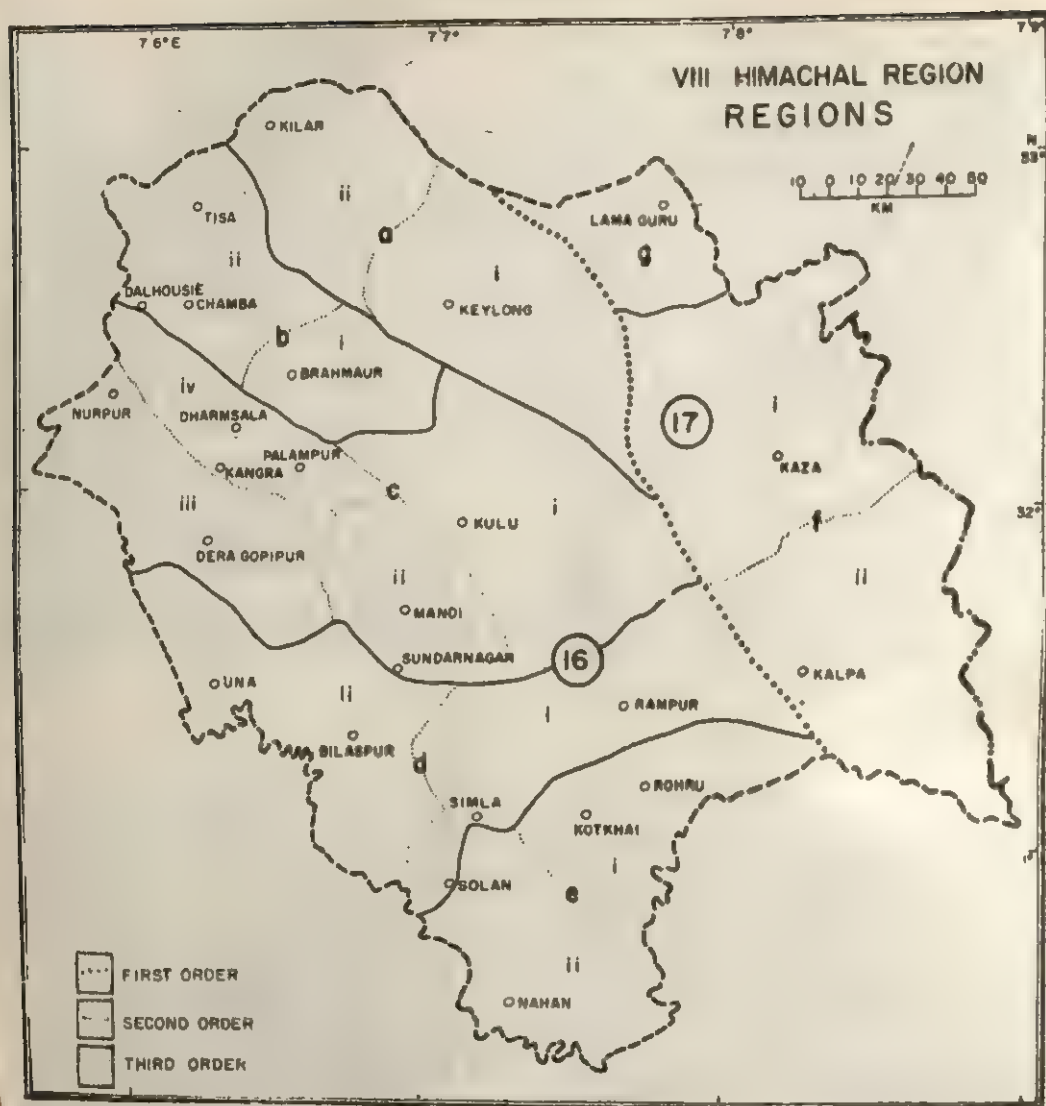 76°E
77°
78°
VIII HIMACHAL REGION
REGIONS
N
33°
10 0 10 20 30 40 50
KM
KILAR
ii
a
TISA
LAMA GURU
ii
i
g
DALHOUSIE
CHAMBA
KEYLONG
b
i
BRAHMAUR
iv
NURPUR
DHARMSALA
i
17
PALAMPUR
KANGRA
KAZA
c
iii
i
32°
KULU
f
DERA GOPIPUR
ii
ii
MANDI
16
SUNDARNAGAR
KALPA
UNA
ii
i
RAMPUR
BILASPUR
d
ROHRU
SIMLA
KOTKHAI
i
SOLAN
e
ii
NAHAN
FIRST ORDER
SECOND ORDER
THIRD ORDER